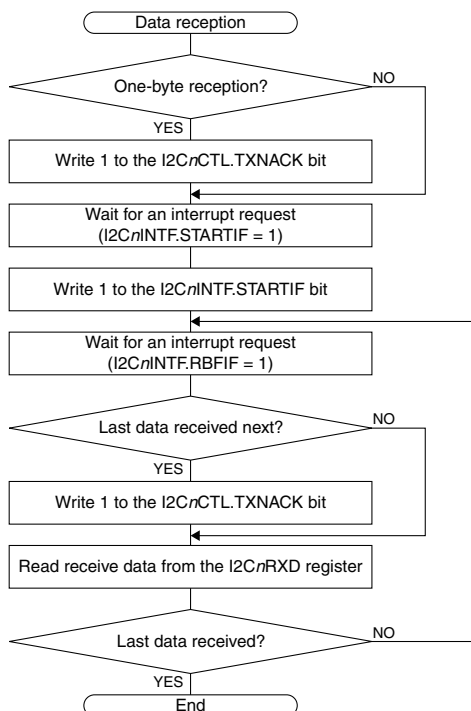 Data reception
One-byte reception?
NO
YES
Write 1 to the I2CnCTL.TXNACK bit
Wait for an interrupt request
(I2CnINTF.STARTIF = 1)
Write 1 to the I2CnINTF.STARTIF bit
Wait for an interrupt request
(I2CnINTF.RBFIF = 1)
Last data received next?
NO
YES
Write 1 to the I2CnCTL.TXNACK bit
Read receive data from the I2CnRXD register
Last data received?
NO
YES
End